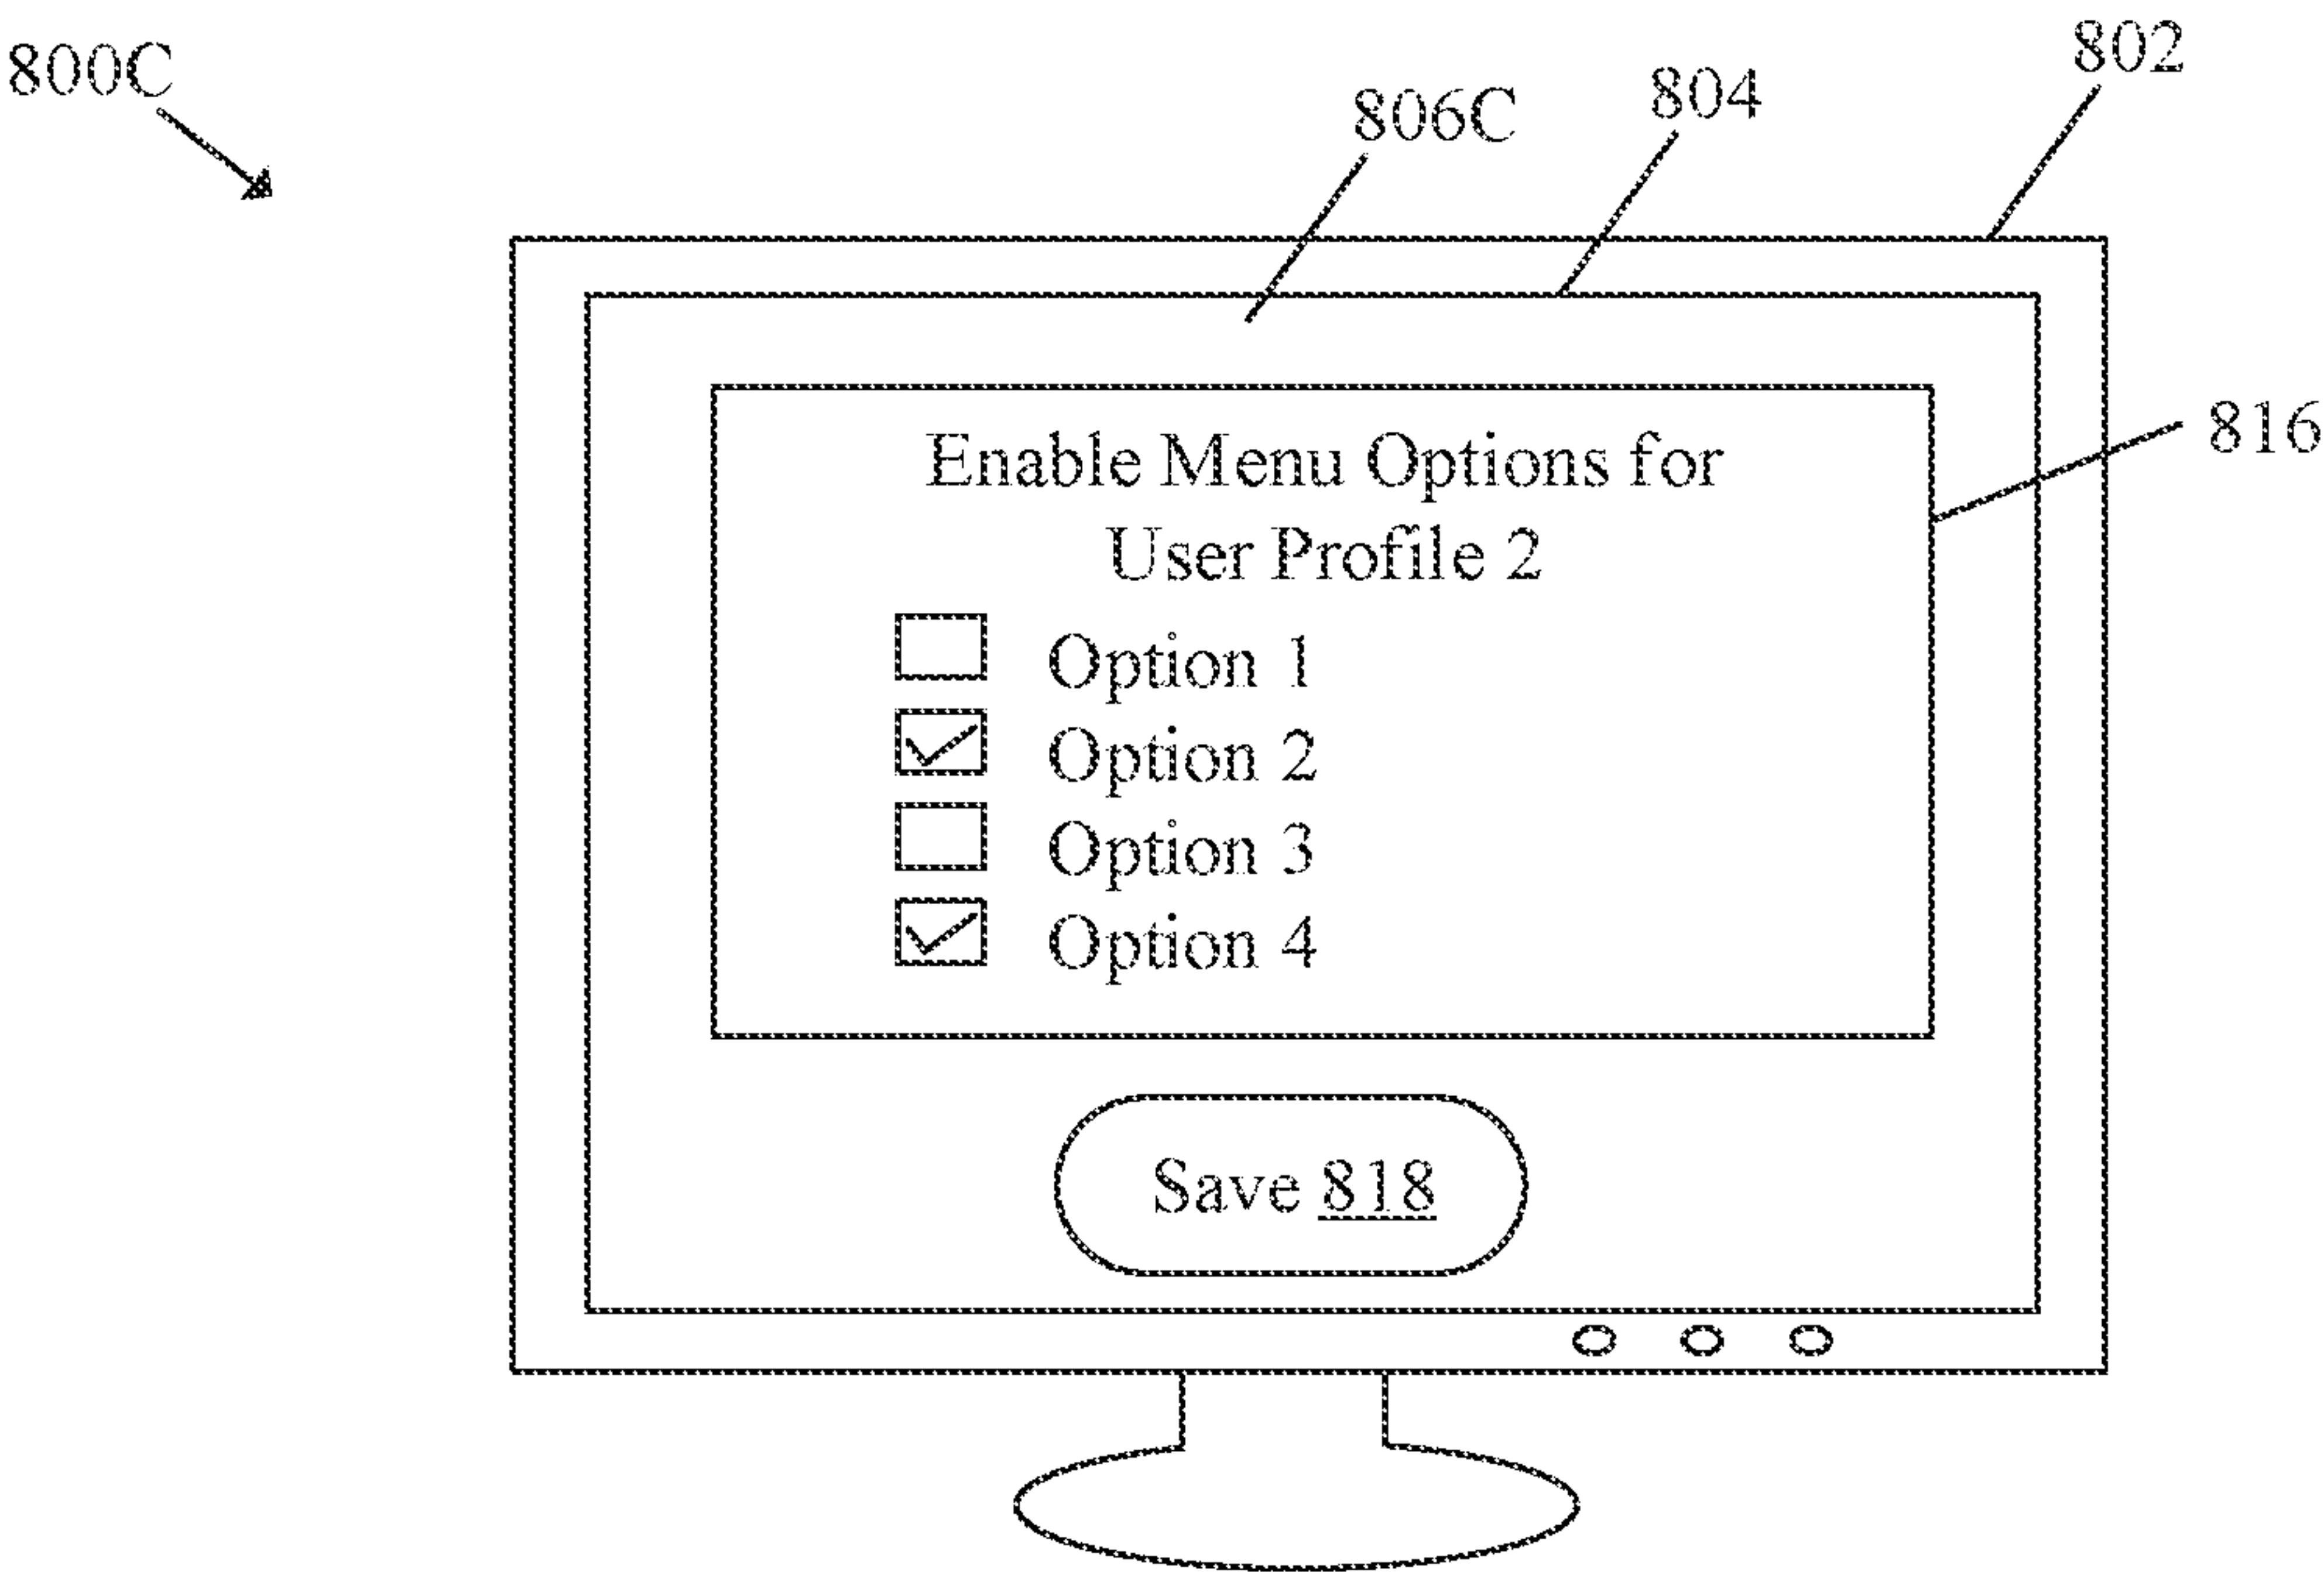 800C
802
804
806C
816
Enable Menu Options for
User Profile 2
Option 1
Option 2
Option 3
Option 4
Save 818